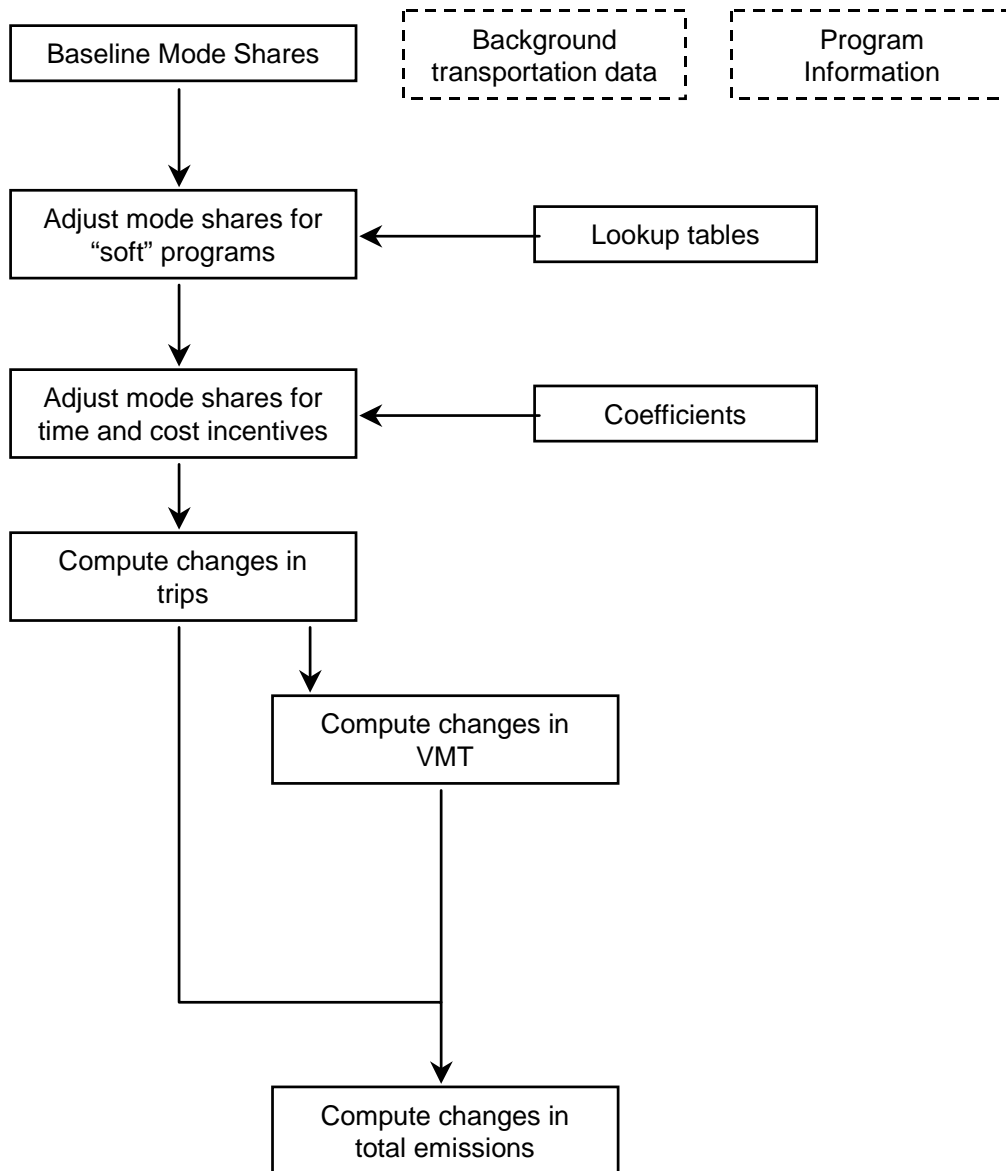 Baseline Mode Shares
Background
transportation data
Program
Information
Adjust mode shares for
“soft” programs
Lookup tables
Adjust mode shares for
time and cost incentives
Coefficients
Compute changes in
trips
Compute changes in
VMT
Compute changes in
total emissions